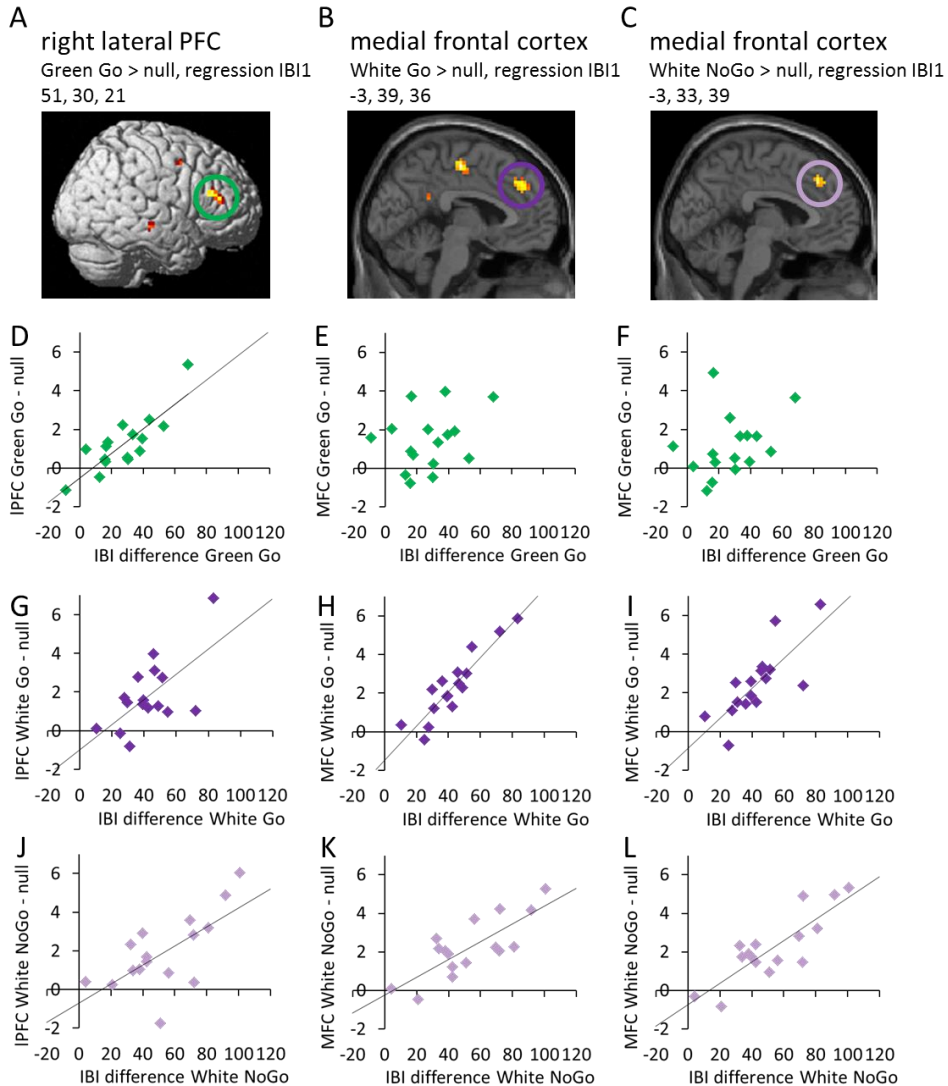 A
right lateral PFC
Green Go > null, regression IBI1
51, 30, 21
B
medial frontal cortex
White Go > null, regression IBI1
-3, 39, 36
C
medial frontal cortex
White NoGo > null, regression IBI1
-3, 33, 39
D
lPFC Green Go - null
6
4
2
0
-2
-20 0 20 40 60 80 100 120
IBI difference Green Go
E
MFC Green Go - null
6
4
2
0
-2
-20 0 20 40 60 80 100 120
IBI difference Green Go
F
MFC Green Go - null
6
4
2
0
-2
-20 0 20 40 60 80 100 120
IBI difference Green Go
G
lPFC White Go - null
6
4
2
0
-2
-20 0 20 40 60 80 100 120
IBI difference White Go
H
MFC White Go - null
6
4
2
0
-2
-20 0 20 40 60 80 100 120
IBI difference White Go
I
MFC White Go - null
6
4
2
0
-2
-20 0 20 40 60 80 100 120
IBI difference White Go
J
lPFC White NoGo - null
6
4
2
0
-2
-20 0 20 40 60 80 100 120
IBI difference White NoGo
K
MFC White NoGo - null
6
4
2
0
-2
-20 0 20 40 60 80 100 120
IBI difference White NoGo
L
MFC White NoGo - null
6
4
2
0
-2
-20 0 20 40 60 80 100 120
IBI difference White NoGo